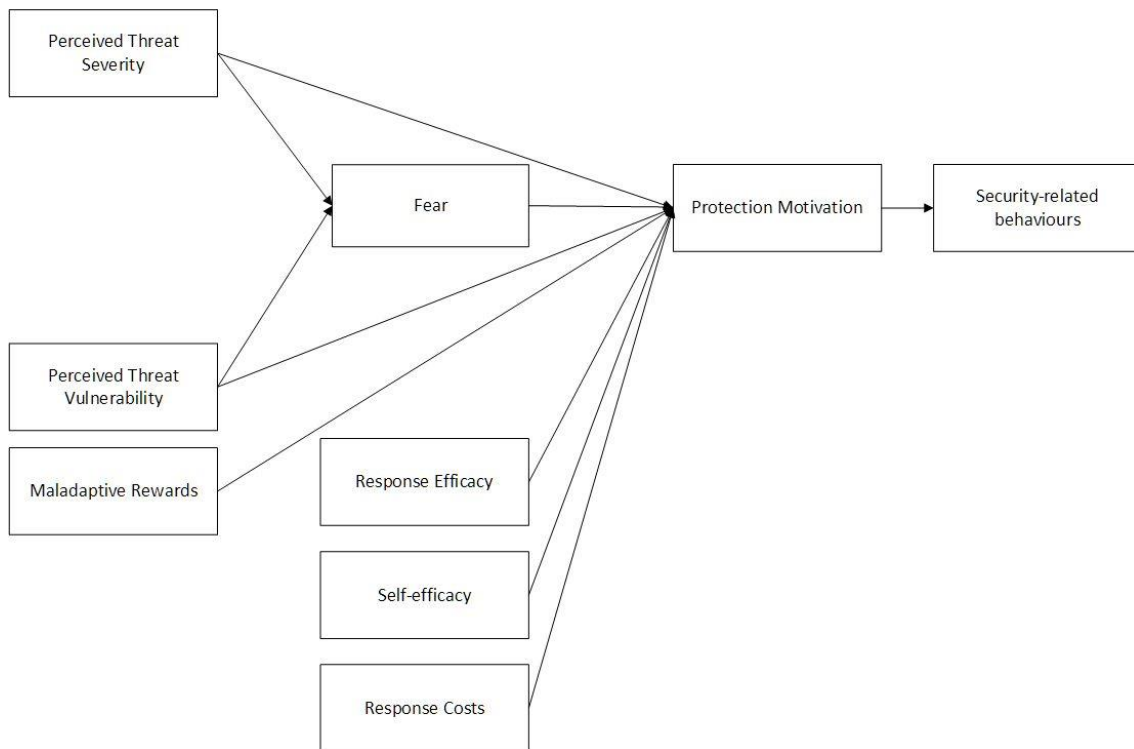 Perceived Threat
Severity
Fear
Protection Motivation
Security-related
behaviours
Perceived Threat
Vulnerability
Maladaptive Rewards
Response Efficacy
Self-efficacy
Response Costs